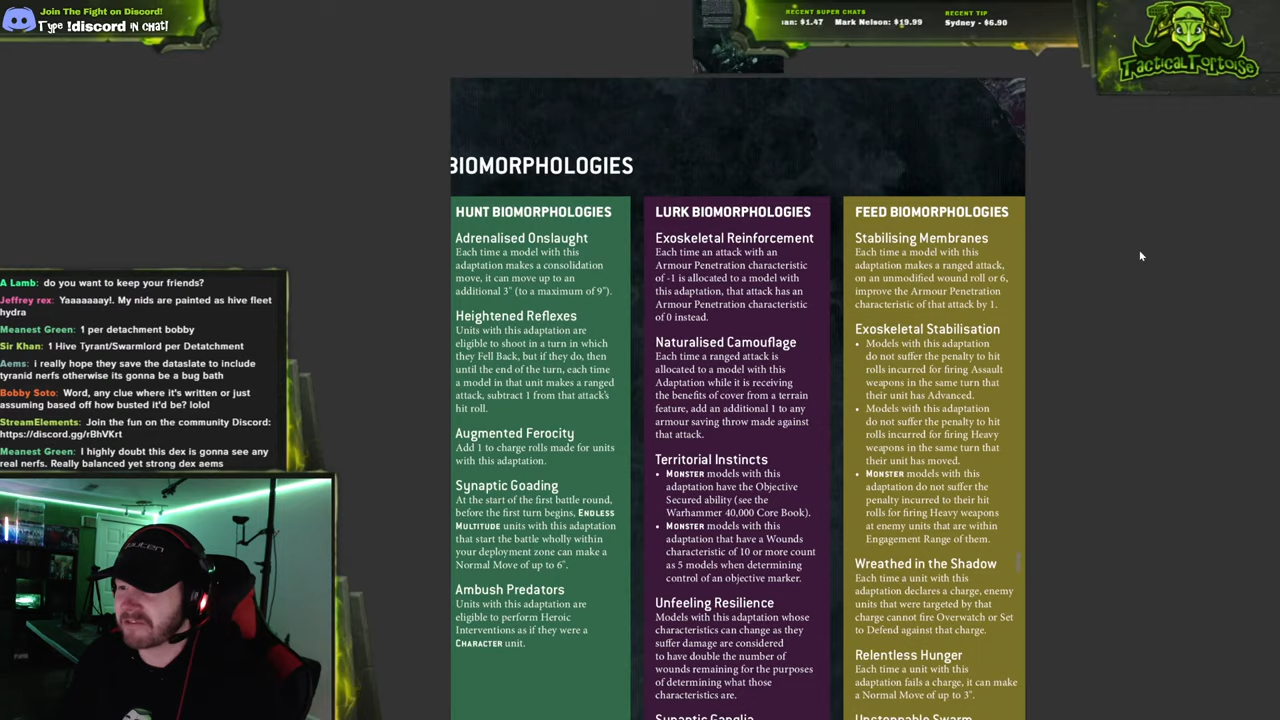 Join The Fight on Discord!
Type !discord in chat!
RECENT SUPER CHATS
an: $1.47 Mark Nelson: $19.99
RECENT TIP
Sydney - $6.90
TacticalTortoise
BIOMORPHOLOGIES
HUNT BIOMORPHOLOGIES
Adrenalised Onslaught
Each time a model with this
adaptation makes a consolidation
move, it can move up to an
additional 3" (to a maximum of 9").
Heightened Reflexes
Units with this adaptation are
eligible to shoot in a turn in which
they Fell Back, but if they do, then
until the end of the turn, each time
a model in that unit makes a ranged
attack, subtract 1 from that attack's
hit roll.
Augmented Ferocity
Add 1 to charge rolls made for units
with this adaptation.
Synaptic Goading
At the start of the first battle round,
before the first turn begins, ENDLESS
MULTITUDE units with this adaptation
that start the battle wholly within
your deployment zone can make a
Normal Move of up to 6".
Ambush Predators
Units with this adaptation are
eligible to perform Heroic
Interventions as if they were a
CHARACTER unit.
LURK BIOMORPHOLOGIES
Exoskeletal Reinforcement
Each time an attack with an
Armour Penetration characteristic
of -1 is allocated to a model with
this adaptation, that attack has an
Armour Penetration characteristic
of 0 instead.
Naturalised Camouflage
Each time a ranged attack is
allocated to a model with this
Adaptation while it is receiving
the benefits of cover from a terrain
feature, add an additional 1 to any
armour saving throw made against
that attack.
Territorial Instincts
• MONSTER models with this
adaptation have the Objective
Secured ability (see the
Warhammer 40,000 Core Book).
• MONSTER models with this
adaptation that have a Wounds
characteristic of 10 or more count
as 5 models when determining
control of an objective marker.
Unfeeling Resilience
Models with this adaptation whose
characteristics can change as they
suffer damage are considered
to have double the number of
wounds remaining for the purposes
of determining what those
characteristics are.
Synaptic Ganglia
FEED BIOMORPHOLOGIES
Stabilising Membranes
Each time a model with this
adaptation makes a ranged attack,
on an unmodified wound roll or 6,
improve the Armour Penetration
characteristic of that attack by 1.
Exoskeletal Stabilisation
• Models with this adaptation
do not suffer the penalty to hit
rolls incurred for firing Assault
weapons in the same turn that
their unit has Advanced.
• Models with this adaptation
do not suffer the penalty to hit
rolls incurred for firing Heavy
weapons in the same turn that
their unit has moved.
• MONSTER models with this
adaptation do not suffer the
penalty incurred to their hit
rolls for firing Heavy weapons
at enemy units that are within
Engagement Range of them.
Wreathed in the Shadow
Each time a unit with this
adaptation declares a charge, enemy
units that were targeted by that
charge cannot fire Overwatch or Set
to Defend against that charge.
Relentless Hunger
Each time a unit with this
adaptation fails a charge, it can make
a Normal Move of up to 3".
Unstoppable Swarm
A Lamb: do you want to keep your friends?
Jeffrey rex: Yaaaaaaay!. My nids are painted as hive fleet
hydra
Meanest Green: 1 per detachment bobby
Sir Khan: 1 Hive Tyrant/Swarmlord per Detatchment
Aems: i really hope they save the dataslate to include
tyranid nerfs otherwise its gonna be a bug bath
Bobby Soto: Word, any clue where it's written or just
assuming based off how busted it'd be? lolol
StreamElements: Join the fun on the community Discord:
https://discord.gg/rBhVKrt
Meanest Green: I highly doubt this dex is gonna see any
real nerfs. Really balanced yet strong dex aems